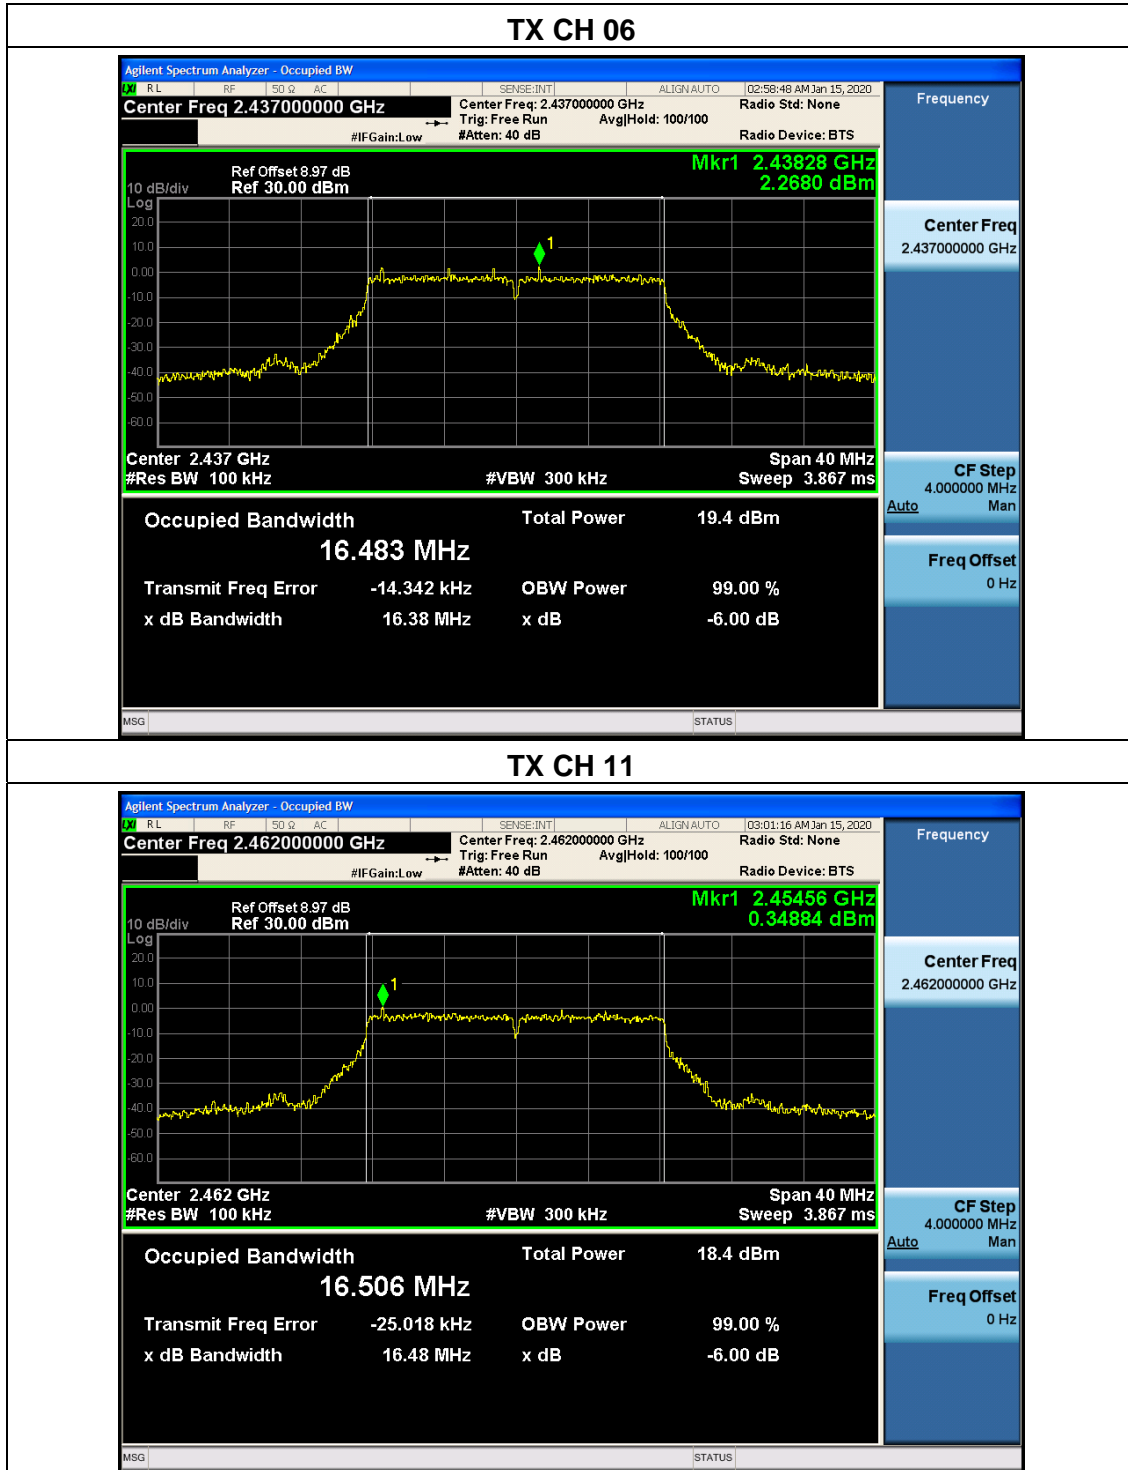 TX CH 06
Agilent Spectrum Analyzer - Occupied BW
LXI RL RF 50 Ω AC SENSE:INT ALIGN AUTO 02:58:48 AM Jan 15, 2020
Center Freq 2.437000000 GHz
Center Freq: 2.437000000 GHz Radio Std: None
Trig: Free Run Avg|Hold: 100/100
#IFGain:Low #Atten: 40 dB Radio Device: BTS
Frequency
Mkr1 2.43828 GHz
2.2680 dBm
Ref Offset 8.97 dB
10 dB/div Ref 30.00 dBm
Log
20.0
10.0
0.00
-10.0
-20.0
-30.0
-40.0
-50.0
-60.0
1
Center 2.437 GHz Span 40 MHz
#Res BW 100 kHz #VBW 300 kHz Sweep 3.867 ms
Center Freq
2.437000000 GHz
CF Step
4.000000 MHz
Auto Man
Freq Offset
0 Hz
Occupied Bandwidth Total Power 19.4 dBm
16.483 MHz
Transmit Freq Error -14.342 kHz OBW Power 99.00 %
x dB Bandwidth 16.38 MHz x dB -6.00 dB
MSG STATUS
TX CH 11
Agilent Spectrum Analyzer - Occupied BW
LXI RL RF 50 Ω AC SENSE:INT ALIGN AUTO 03:01:16 AM Jan 15, 2020
Center Freq 2.462000000 GHz
Center Freq: 2.462000000 GHz Radio Std: None
Trig: Free Run Avg|Hold: 100/100
#IFGain:Low #Atten: 40 dB Radio Device: BTS
Frequency
Mkr1 2.45456 GHz
0.34884 dBm
Ref Offset 8.97 dB
10 dB/div Ref 30.00 dBm
Log
20.0
10.0
0.00
-10.0
-20.0
-30.0
-40.0
-50.0
-60.0
1
Center 2.462 GHz Span 40 MHz
#Res BW 100 kHz #VBW 300 kHz Sweep 3.867 ms
Center Freq
2.462000000 GHz
CF Step
4.000000 MHz
Auto Man
Freq Offset
0 Hz
Occupied Bandwidth Total Power 18.4 dBm
16.506 MHz
Transmit Freq Error -25.018 kHz OBW Power 99.00 %
x dB Bandwidth 16.48 MHz x dB -6.00 dB
MSG STATUS